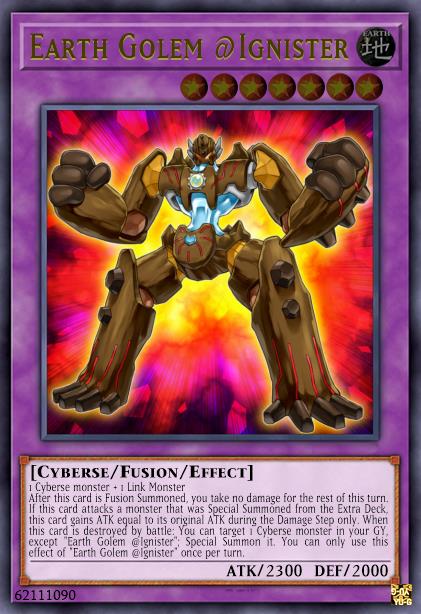 Earth Golem @Ignister
EARTH
地
[Cyberse/Fusion/Effect]
1 Cyberse monster + 1 Link Monster
After this card is Fusion Summoned, you take no damage for the rest of this turn.
If this card attacks a monster that was Special Summoned from the Extra Deck,
this card gains ATK equal to its original ATK during the Damage Step only. When
this card is destroyed by battle: You can target 1 Cyberse monster in your GY,
except "Earth Golem @Ignister"; Special Summon it. You can only use this
effect of "Earth Golem @Ignister" once per turn.
ATK/2300 DEF/2000
62111090